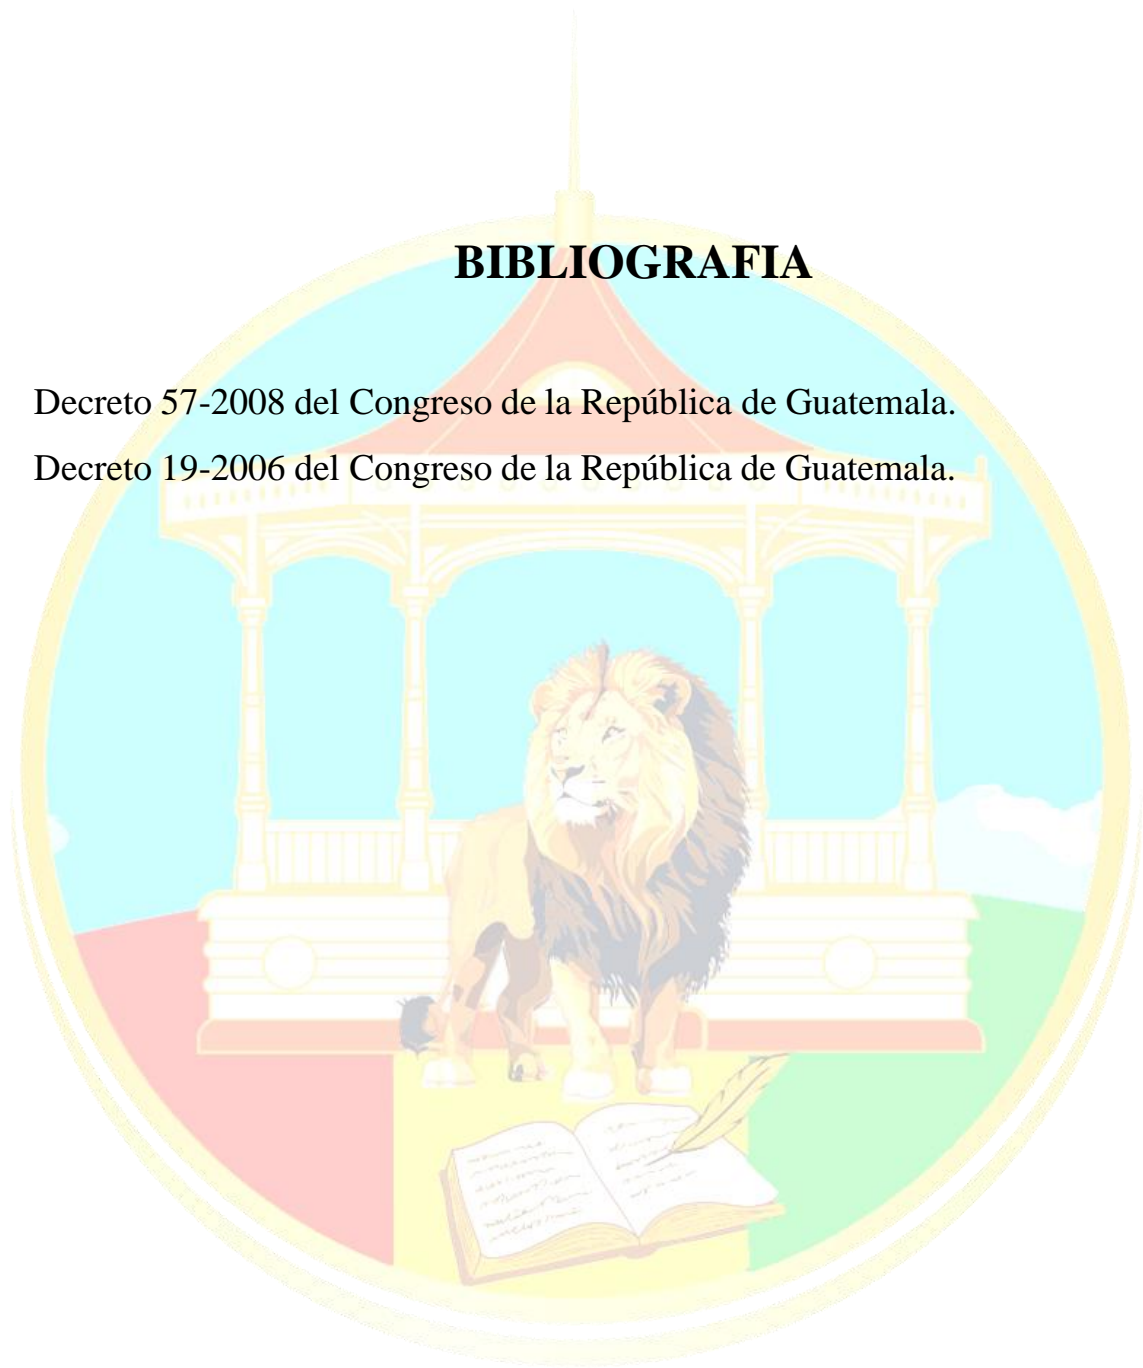 BIBLIOGRAFIA
Decreto 57-2008 del Congreso de la República de Guatemala.
Decreto 19-2006 del Congreso de la República de Guatemala.